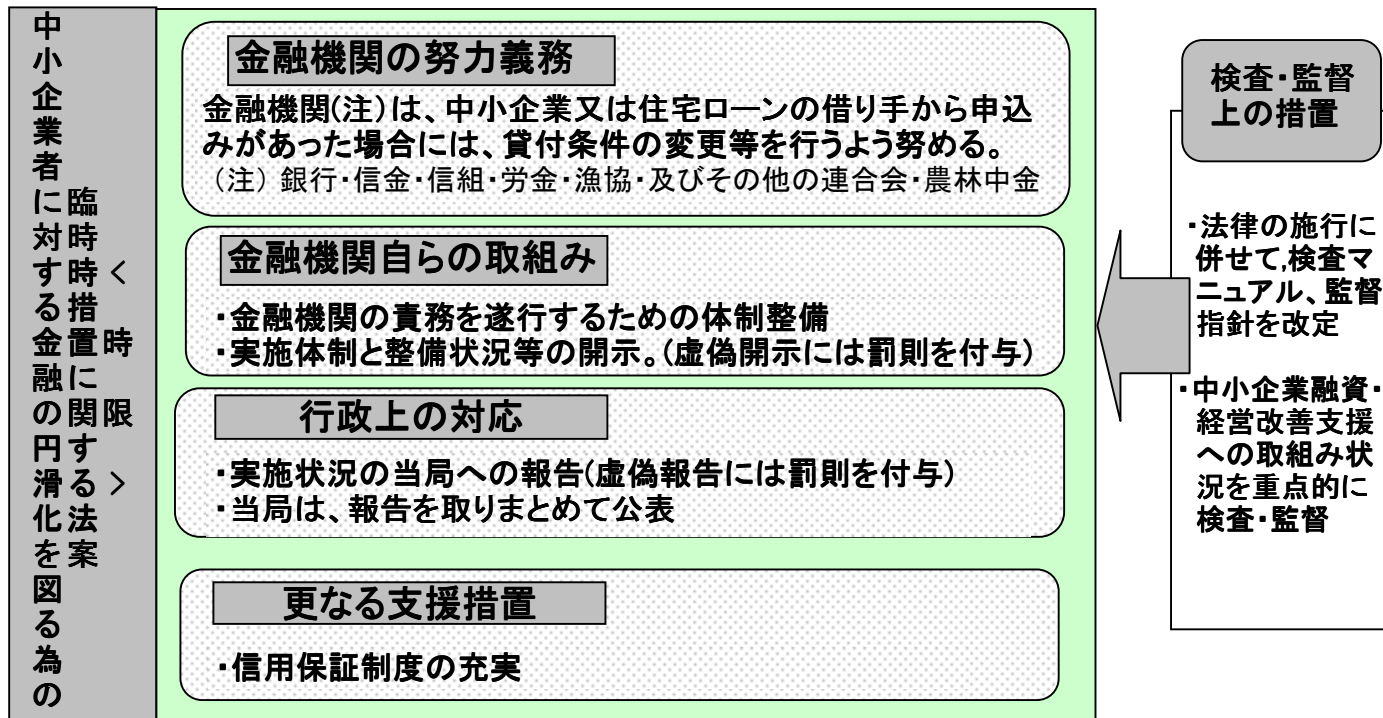 中小企業者に対する金融の円滑化を図る為の
臨時時措置に関する法案
<時限>
金融機関の努力義務
金融機関(注)は、中小企業又は住宅ローンの借り手から申込
みがあった場合には、貸付条件の変更等を行うよう努める。
(注) 銀行・信金・信組・労金・漁協・及びその他の連合会・農林中金
金融機関自らの取組み
・金融機関の責務を遂行するための体制整備
・実施体制と整備状況等の開示。(虚偽開示には罰則を付与)
行政上の対応
・実施状況の当局への報告(虚偽報告には罰則を付与)
・当局は、報告を取りまとめて公表
更なる支援措置
・信用保証制度の充実
検査・監督
上の措置
・法律の施行に
併せて,検査マ
ニュアル、監督
指針を改定
・中小企業融資・
経営改善支援
への取組み状
況を重点的に
検査・監督